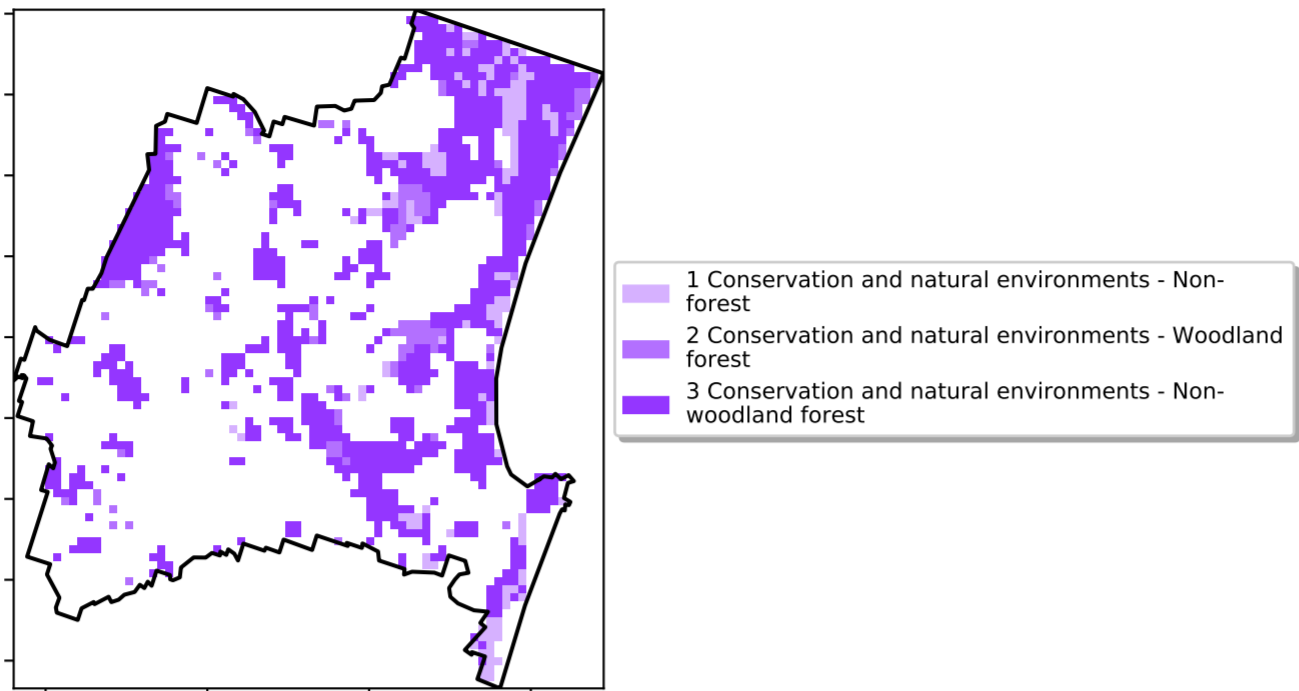 1 Conservation and natural environments - Non-
forest
2 Conservation and natural environments - Woodland
forest
3 Conservation and natural environments - Non-
woodland forest